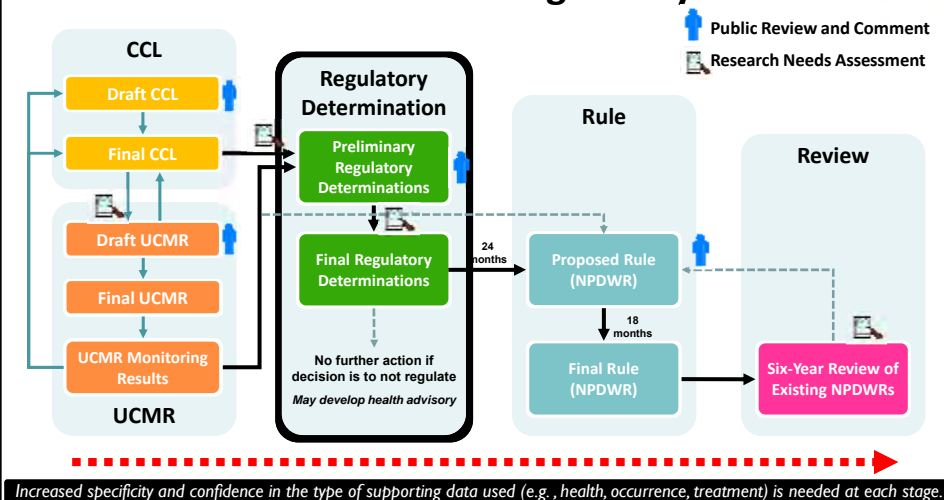 Public Review and Comment
Research Needs Assessment
CCL
Draft CCL
Final CCL
Draft UCMR
Final UCMR
UCMR Monitoring
Results
UCMR
Regulatory
Determination
Preliminary
Regulatory
Determinations
Final Regulatory
Determinations
No further action if
decision is to not regulate
May develop health advisory
24
months
Rule
Proposed Rule
(NPDWR)
18
months
Final Rule
(NPDWR)
Review
Six-Year Review of
Existing NPDWRs
Increased specificity and confidence in the type of supporting data used (e.g., health, occurrence, treatment) is needed at each stage.